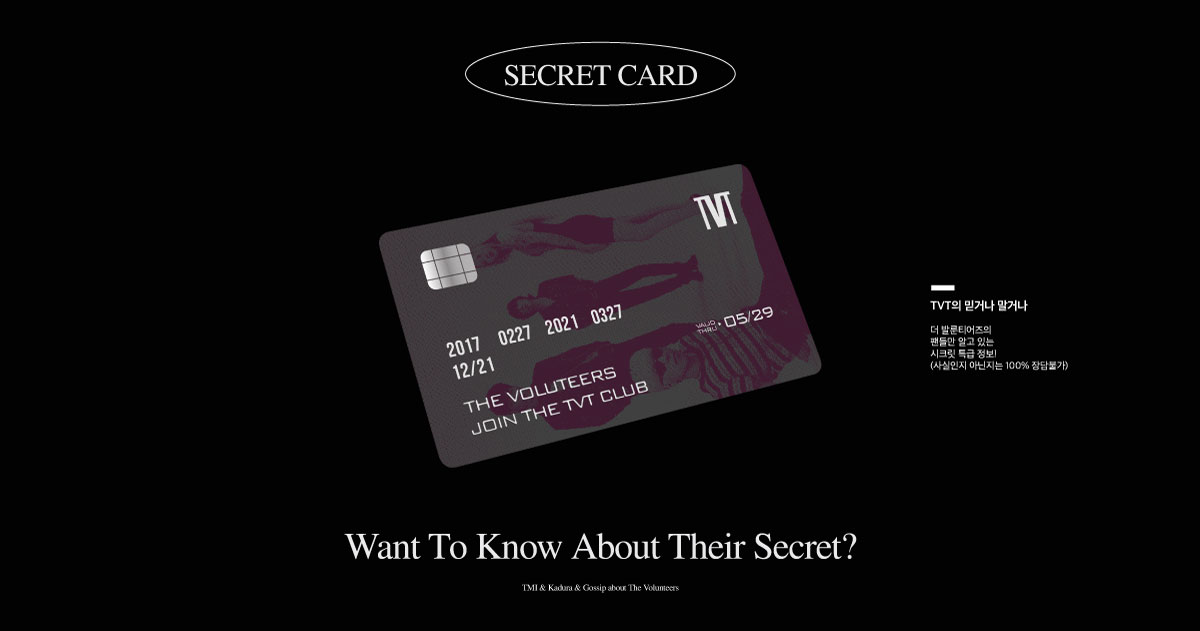 SECRET CARD
TVT
2017 0227 2021 0327
12/21
VALID
THRU
05/29
THE VOLUTEERS
JOIN THE TVT CLUB
TVT의 믿거나 말거나
더 발룬티어즈의
팬들만 알고 있는
시크릿 특급 정보!
(사실인지 아닌지는 100% 장담불가)
Want To Know About Their Secret?
TMI & Kadura & Gossip about The Volunteers